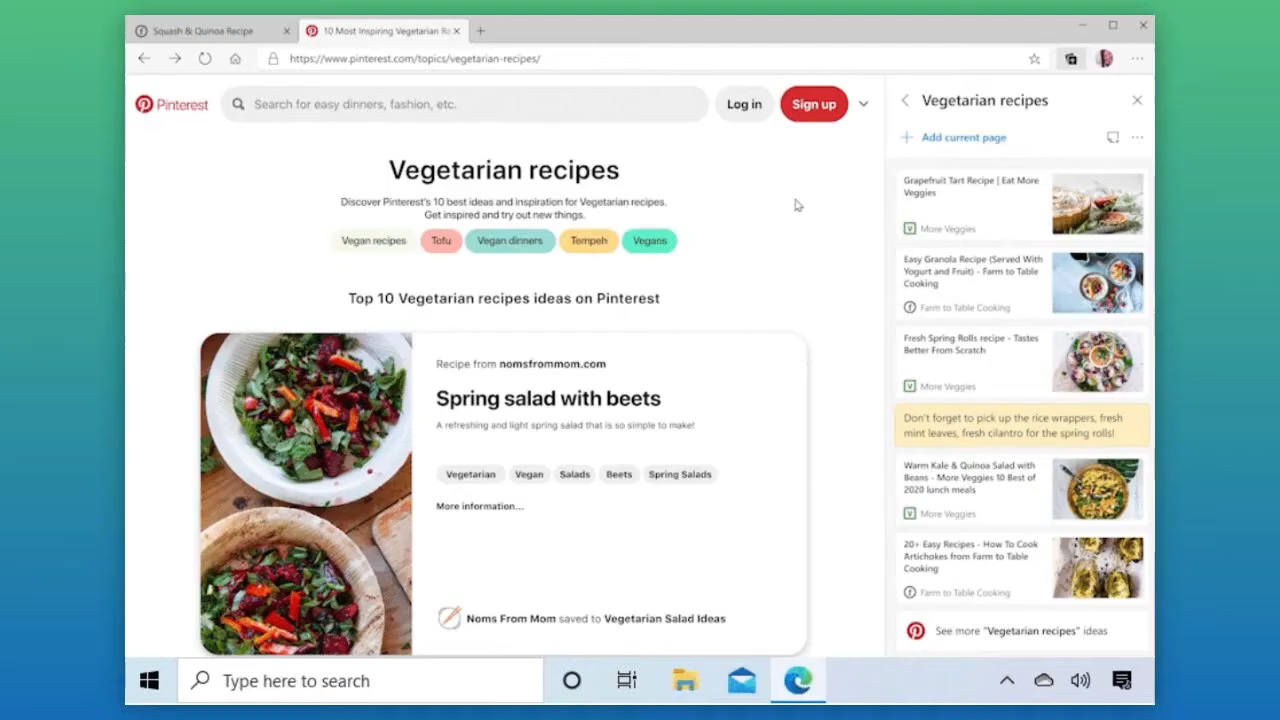 Squash & Quinoa Recipe
10 Most Inspiring Vegetarian Re
https://www.pinterest.com/topics/vegetarian-recipes/
Pinterest
Search for easy dinners, fashion, etc.
Log in
Sign up
Vegetarian recipes
Discover Pinterest's 10 best ideas and inspiration for Vegetarian recipes.
Get inspired and try out new things.
Vegan recipes
Tofu
Vegan dinners
Tempeh
Vegans
Top 10 Vegetarian recipes ideas on Pinterest
Recipe from nomsfrommom.com
Spring salad with beets
A refreshing and light spring salad that is so simple to make!
Vegetarian
Vegan
Salads
Beets
Spring Salads
More information...
Noms From Mom saved to Vegetarian Salad Ideas
Vegetarian recipes
Add current page
Grapefruit Tart Recipe | Eat More
Veggies
More Veggies
Easy Granola Recipe (Served With
Yogurt and Fruit) - Farm to Table
Cooking
Farm to Table Cooking
Fresh Spring Rolls recipe - Tastes
Better From Scratch
More Veggies
Don't forget to pick up the rice wrappers, fresh
mint leaves, fresh cilantro for the spring rolls!
Warm Kale & Quinoa Salad with
Beans - More Veggies 10 Best of
2020 lunch meals
More Veggies
20+ Easy Recipes - How To Cook
Artichokes from Farm to Table
Cooking
Farm to Table Cooking
See more "Vegetarian recipes" ideas
Type here to search